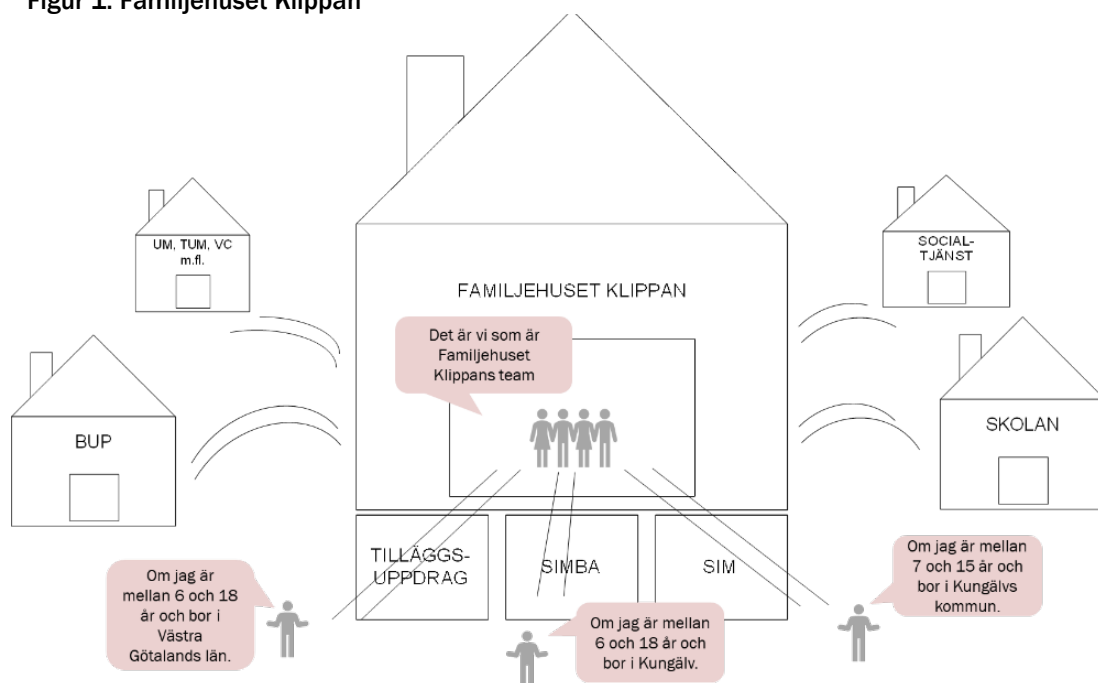 Figur 1. Familjehuset Klippan
UM, TUM, VC
m.fl.
SOCIAL-
TJÄNST
FAMILJEHUSET KLIPPAN
Det är vi som är
Familjehuset
Klippans team
BUP
SKOLAN
TILLÄGGS-
UPPDRAG
SIMBA
SIM
Om jag är
mellan 6 och 18
år och bor i
Västra
Götalands län.
Om jag är mellan
6 och 18 år och
bor i Kungälv.
Om jag är mellan
7 och 15 år och
bor i Kungälvs
kommun.